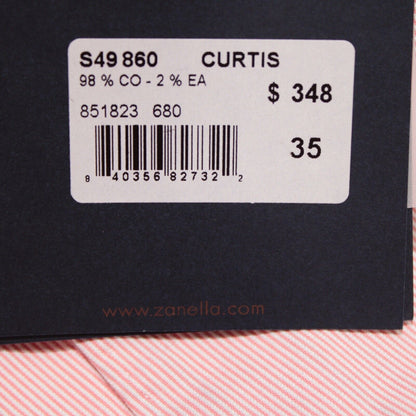 S49 860 CURTIS
98 % CO - 2 % EA
$ 348
851823 680
35
8 40356 82732 2
www.zanella.com